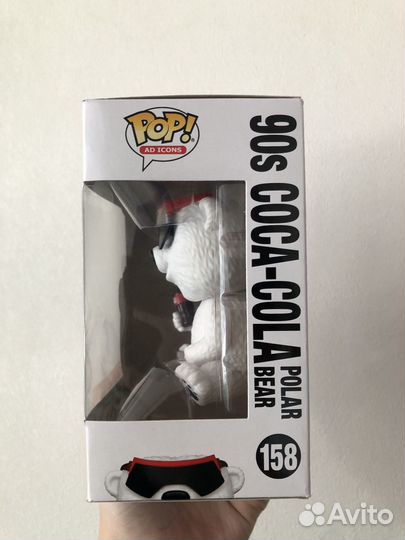 POP!
AD ICONS
90s COCA-COLA
POLAR
BEAR
158
Avito